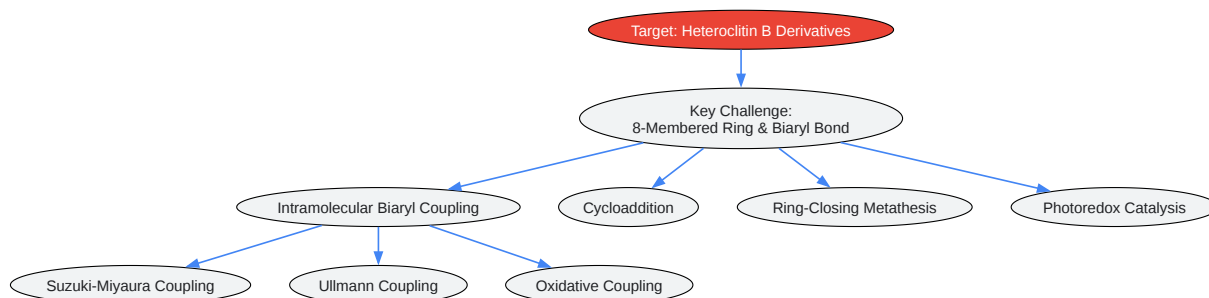 Target: Heteroclitin B Derivatives
Key Challenge:
8-Membered Ring & Biaryl Bond
Intramolecular Biaryl Coupling
Cycloaddition
Ring-Closing Metathesis
Photoredox Catalysis
Suzuki-Miyaura Coupling
Ullmann Coupling
Oxidative Coupling